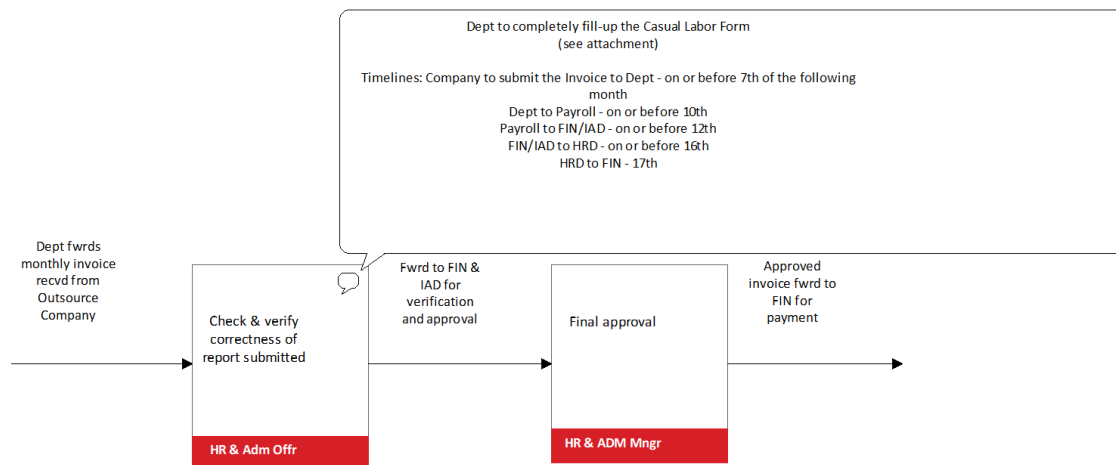 Dept to completely fill-up the Casual Labor Form
(see attachment)
Timelines: Company to submit the Invoice to Dept - on or before 7th of the following
month
Dept to Payroll - on or before 10th
Payroll to FIN/IAD - on or before 12th
FIN/IAD to HRD - on or before 16th
HRD to FIN - 17th
Dept fwrds
monthly invoice
recvd from
Outsource
Company
Check & verify
correctness of
report submitted
HR & Adm Offr
Fwrd to FIN &
IAD for
verification
and approval
Final approval
HR & ADM Mngr
Approved
invoice fwrd to
FIN for
payment